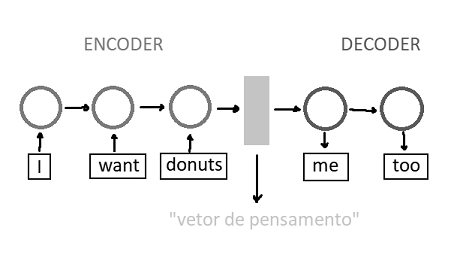 ENCODER DECODER
I want donuts me too
"vetor de pensamento"